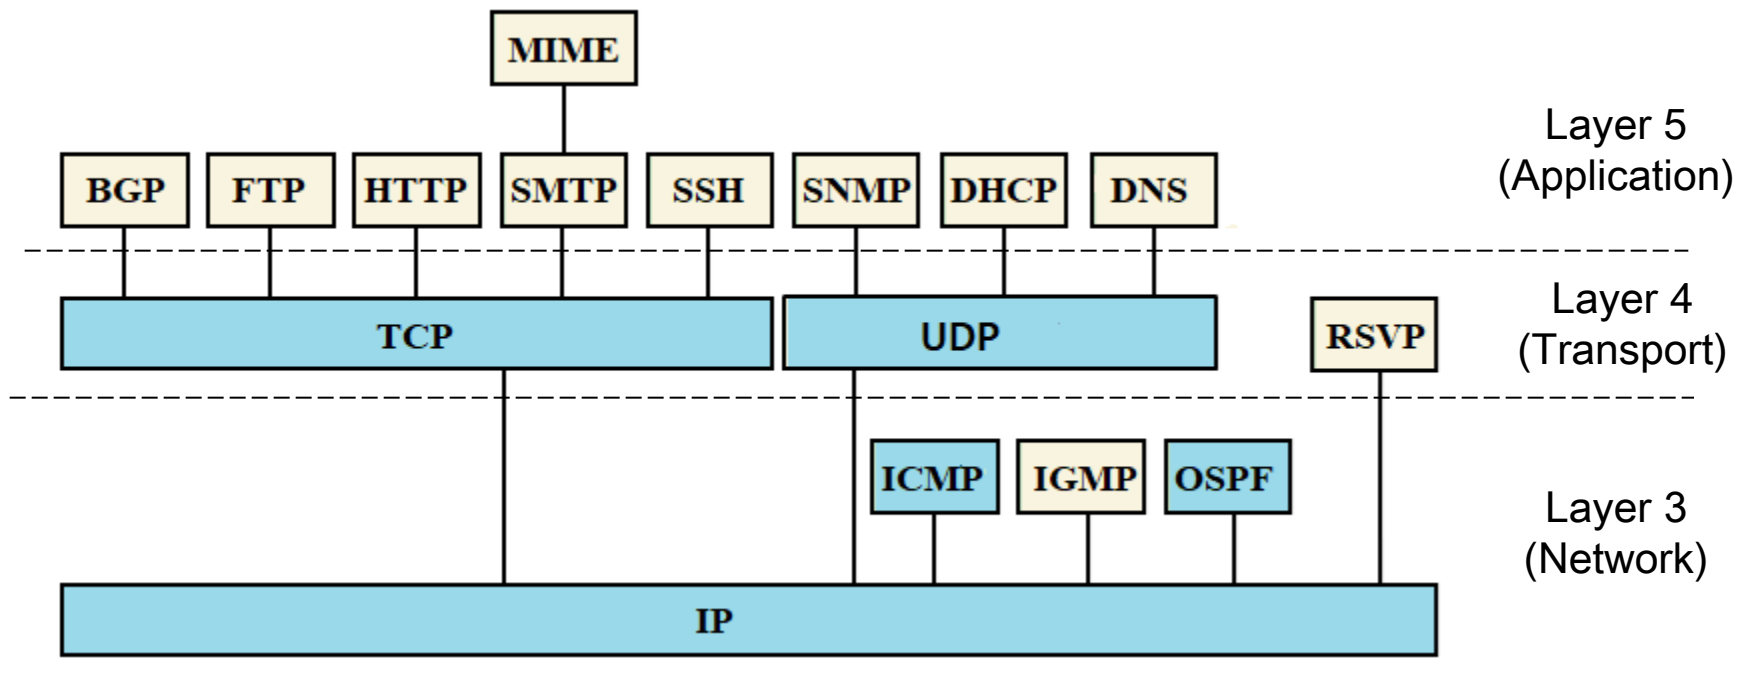 MIME
Layer 5
(Application)
BGP FTP HTTP SMTP SSH SNMP DHCP DNS
Layer 4
(Transport)
TCP UDP RSVP
ICMP IGMP OSPF
Layer 3
(Network)
IP